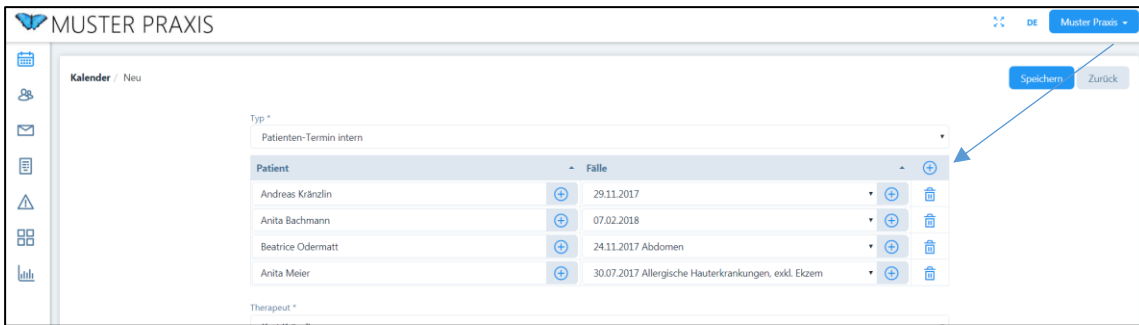 MUSTER PRAXIS
DE Muster Praxis
Kalender / Neu
Speichern Zurück
Typ *
Patienten-Termin intern
Patient Fälle
Andreas Kränzlin 29.11.2017
Anita Bachmann 07.02.2018
Beatrice Odermatt 24.11.2017 Abdomen
Anita Meier 30.07.2017 Allergische Hauterkrankungen, exkl. Ekzem
Therapeut *